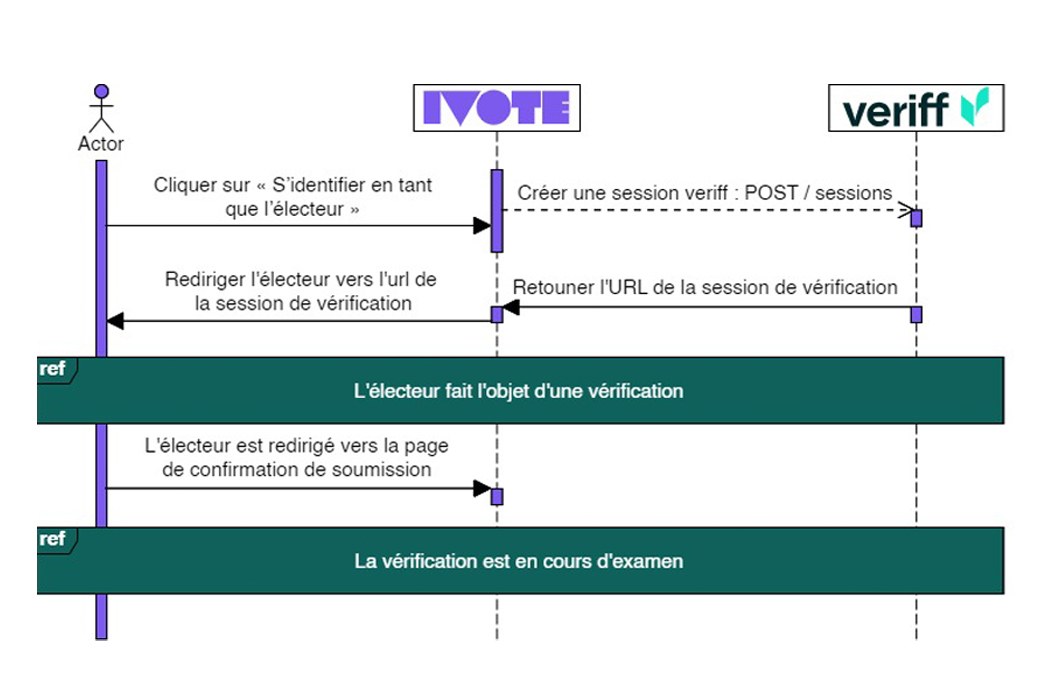 IVOTE
veriff
Actor
Cliquer sur « S’identifier en tant
que l’électeur »
Créer une session veriff : POST / sessions
Rediriger l'électeur vers l'url de
la session de vérification
Retouner l'URL de la session de vérification
ref
L'électeur fait l'objet d'une vérification
L'électeur est redirigé vers la page
de confirmation de soumission
ref
La vérification est en cours d'examen